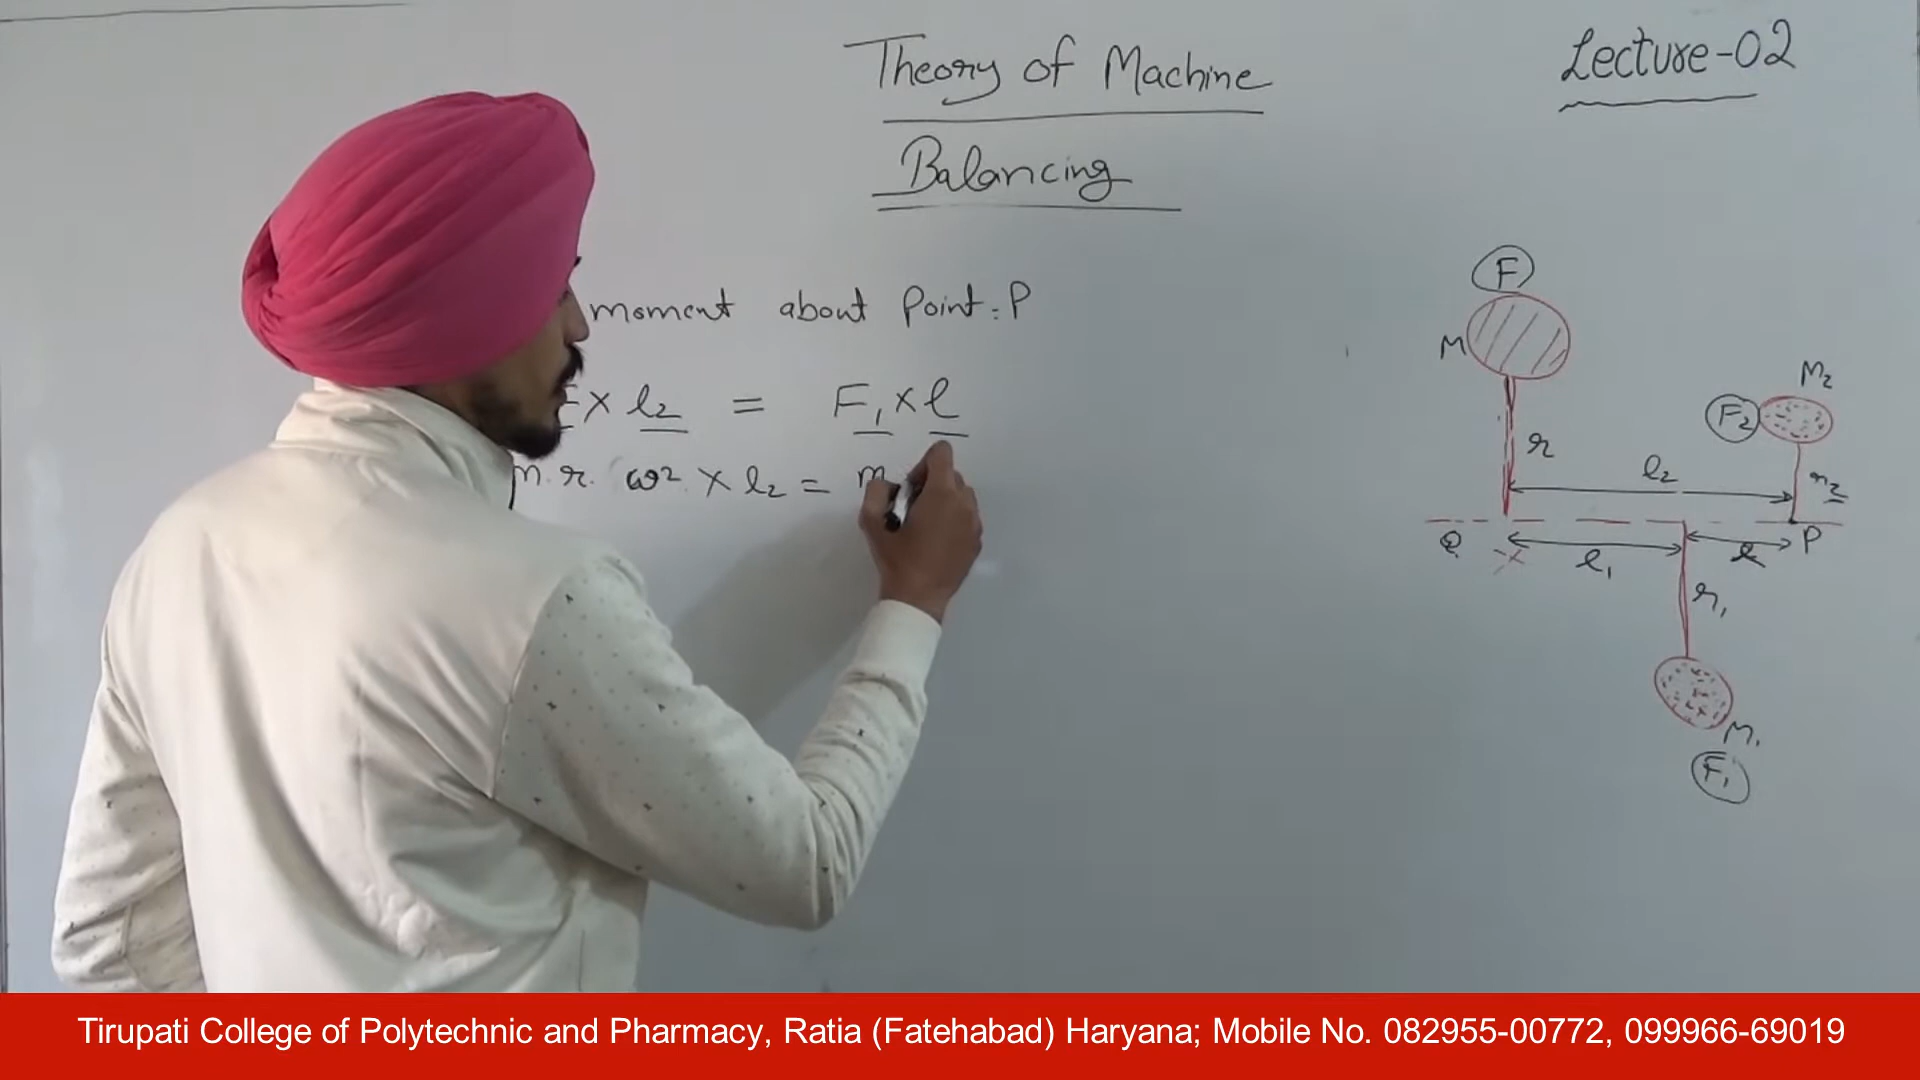 Theory of Machine
Lecture-02
Balancing
moment about Point:P
F × l2 = F1 × l
m.r. ω2 × l2 = m
F
M
M2
F2
r
l2
r2
Q
l1
l
P
r1
M1
F1
Tirupati College of Polytechnic and Pharmacy, Ratia (Fatehabad) Haryana; Mobile No. 082955-00772, 099966-69019